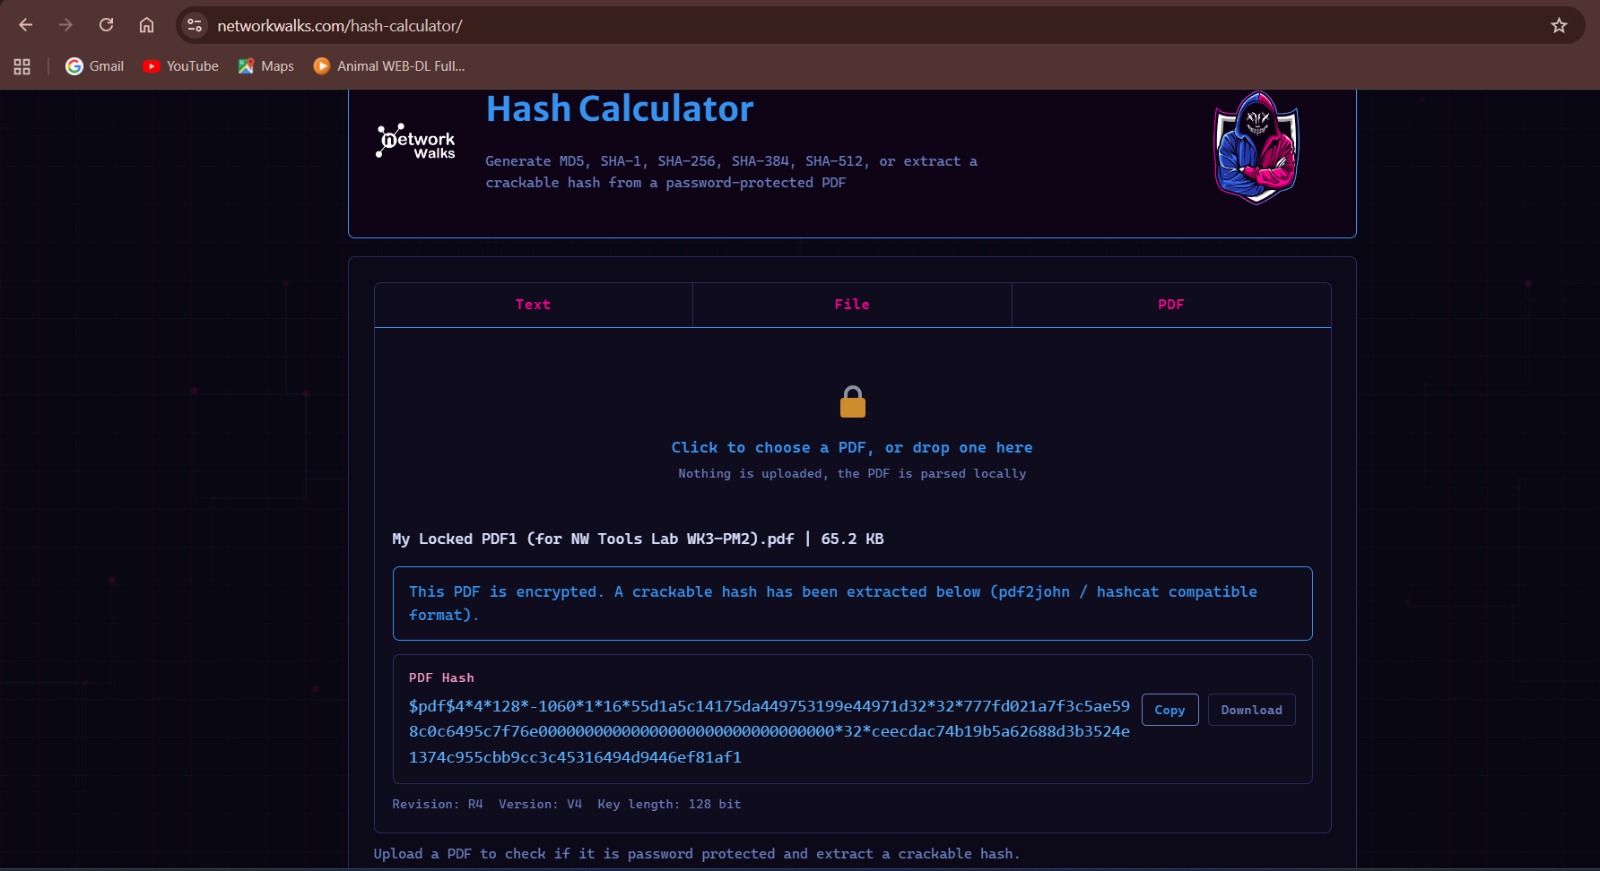 networkwalks.com/hash-calculator/
Gmail
YouTube
Maps
Animal WEB-DL Full...
network
Walks
Hash Calculator
Generate MD5, SHA-1, SHA-256, SHA-384, SHA-512, or extract a
crackable hash from a password-protected PDF
Text
File
PDF
Click to choose a PDF, or drop one here
Nothing is uploaded, the PDF is parsed locally
My Locked PDF1 (for NW Tools Lab WK3-PM2).pdf | 65.2 KB
This PDF is encrypted. A crackable hash has been extracted below (pdf2john / hashcat compatible
format).
PDF Hash
$pdf$4*4*128*-1060*1*16*55d1a5c14175da449753199e44971d32*32*777fd021a7f3c5ae59
8c0c6495c7f76e00000000000000000000000000000000*32*ceecdac74b19b5a62688d3b3524e
1374c955cbb9cc3c45316494d9446ef81af1
Copy
Download
Revision: R4 Version: V4 Key length: 128 bit
Upload a PDF to check if it is password protected and extract a crackable hash.